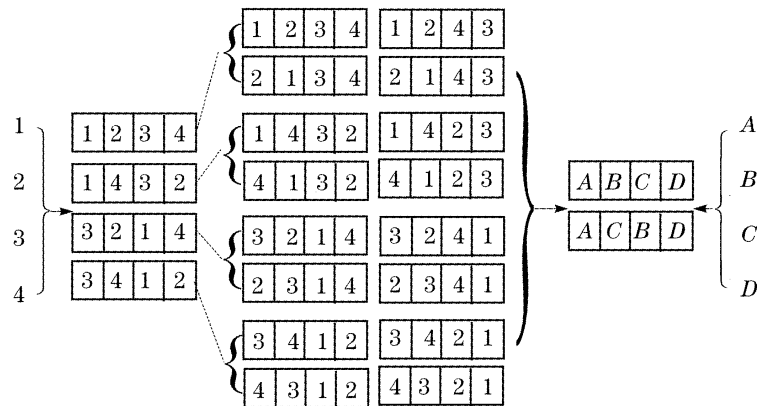 1 2 3 4 1 2 4 3
2 1 3 4 2 1 4 3
1
2
3
4
1 2 3 4
1 4 3 2
3 2 1 4
3 4 1 2
1 4 3 2 1 4 2 3
4 1 3 2 4 1 2 3
3 2 1 4 3 2 4 1
2 3 1 4 2 3 4 1
3 4 1 2 3 4 2 1
4 3 1 2 4 3 2 1
A B C D
A C B D
A
B
C
D